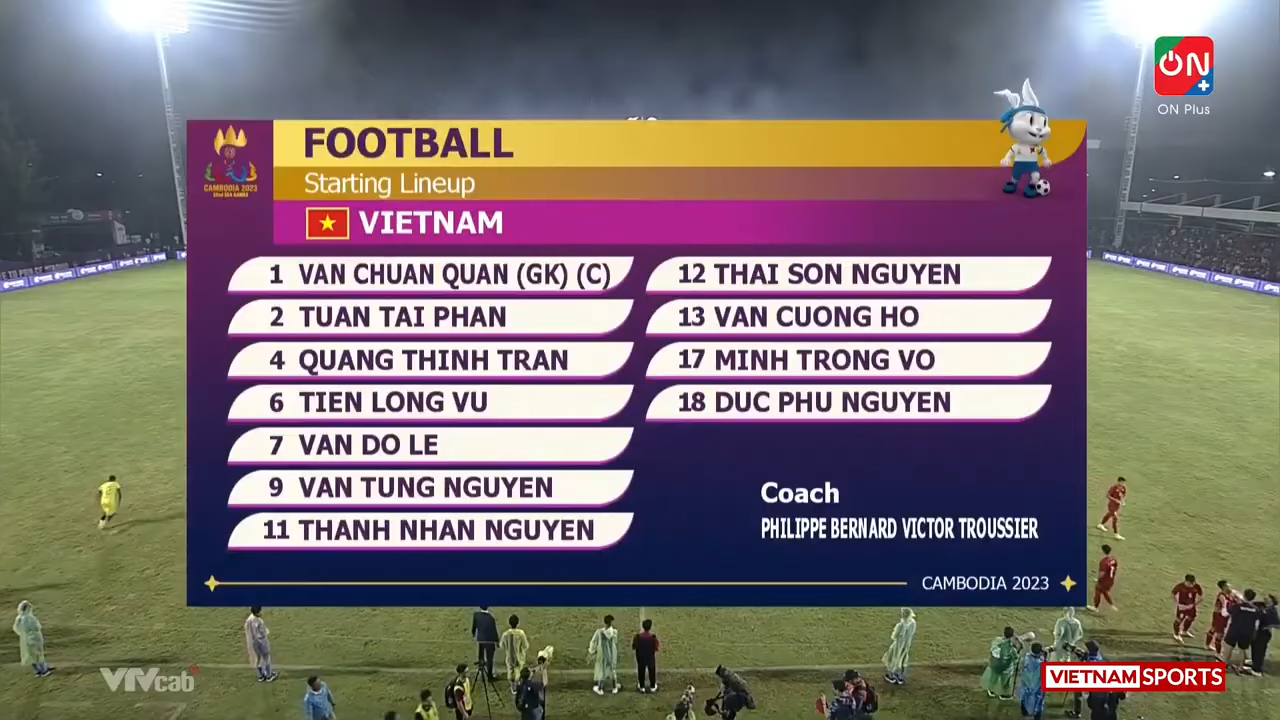 ON
+
ON Plus
CAMBODIA 2023
FOOTBALL
Starting Lineup
VIETNAM
1 VAN CHUAN QUAN (GK) (C)
2 TUAN TAI PHAN
4 QUANG THINH TRAN
6 TIEN LONG VU
7 VAN DO LE
9 VAN TUNG NGUYEN
11 THANH NHAN NGUYEN
12 THAI SON NGUYEN
13 VAN CUONG HO
17 MINH TRONG VO
18 DUC PHU NGUYEN
Coach
PHILIPPE BERNARD VICTOR TROUSSIER
CAMBODIA 2023
VTVcab
VIETNAM SPORTS